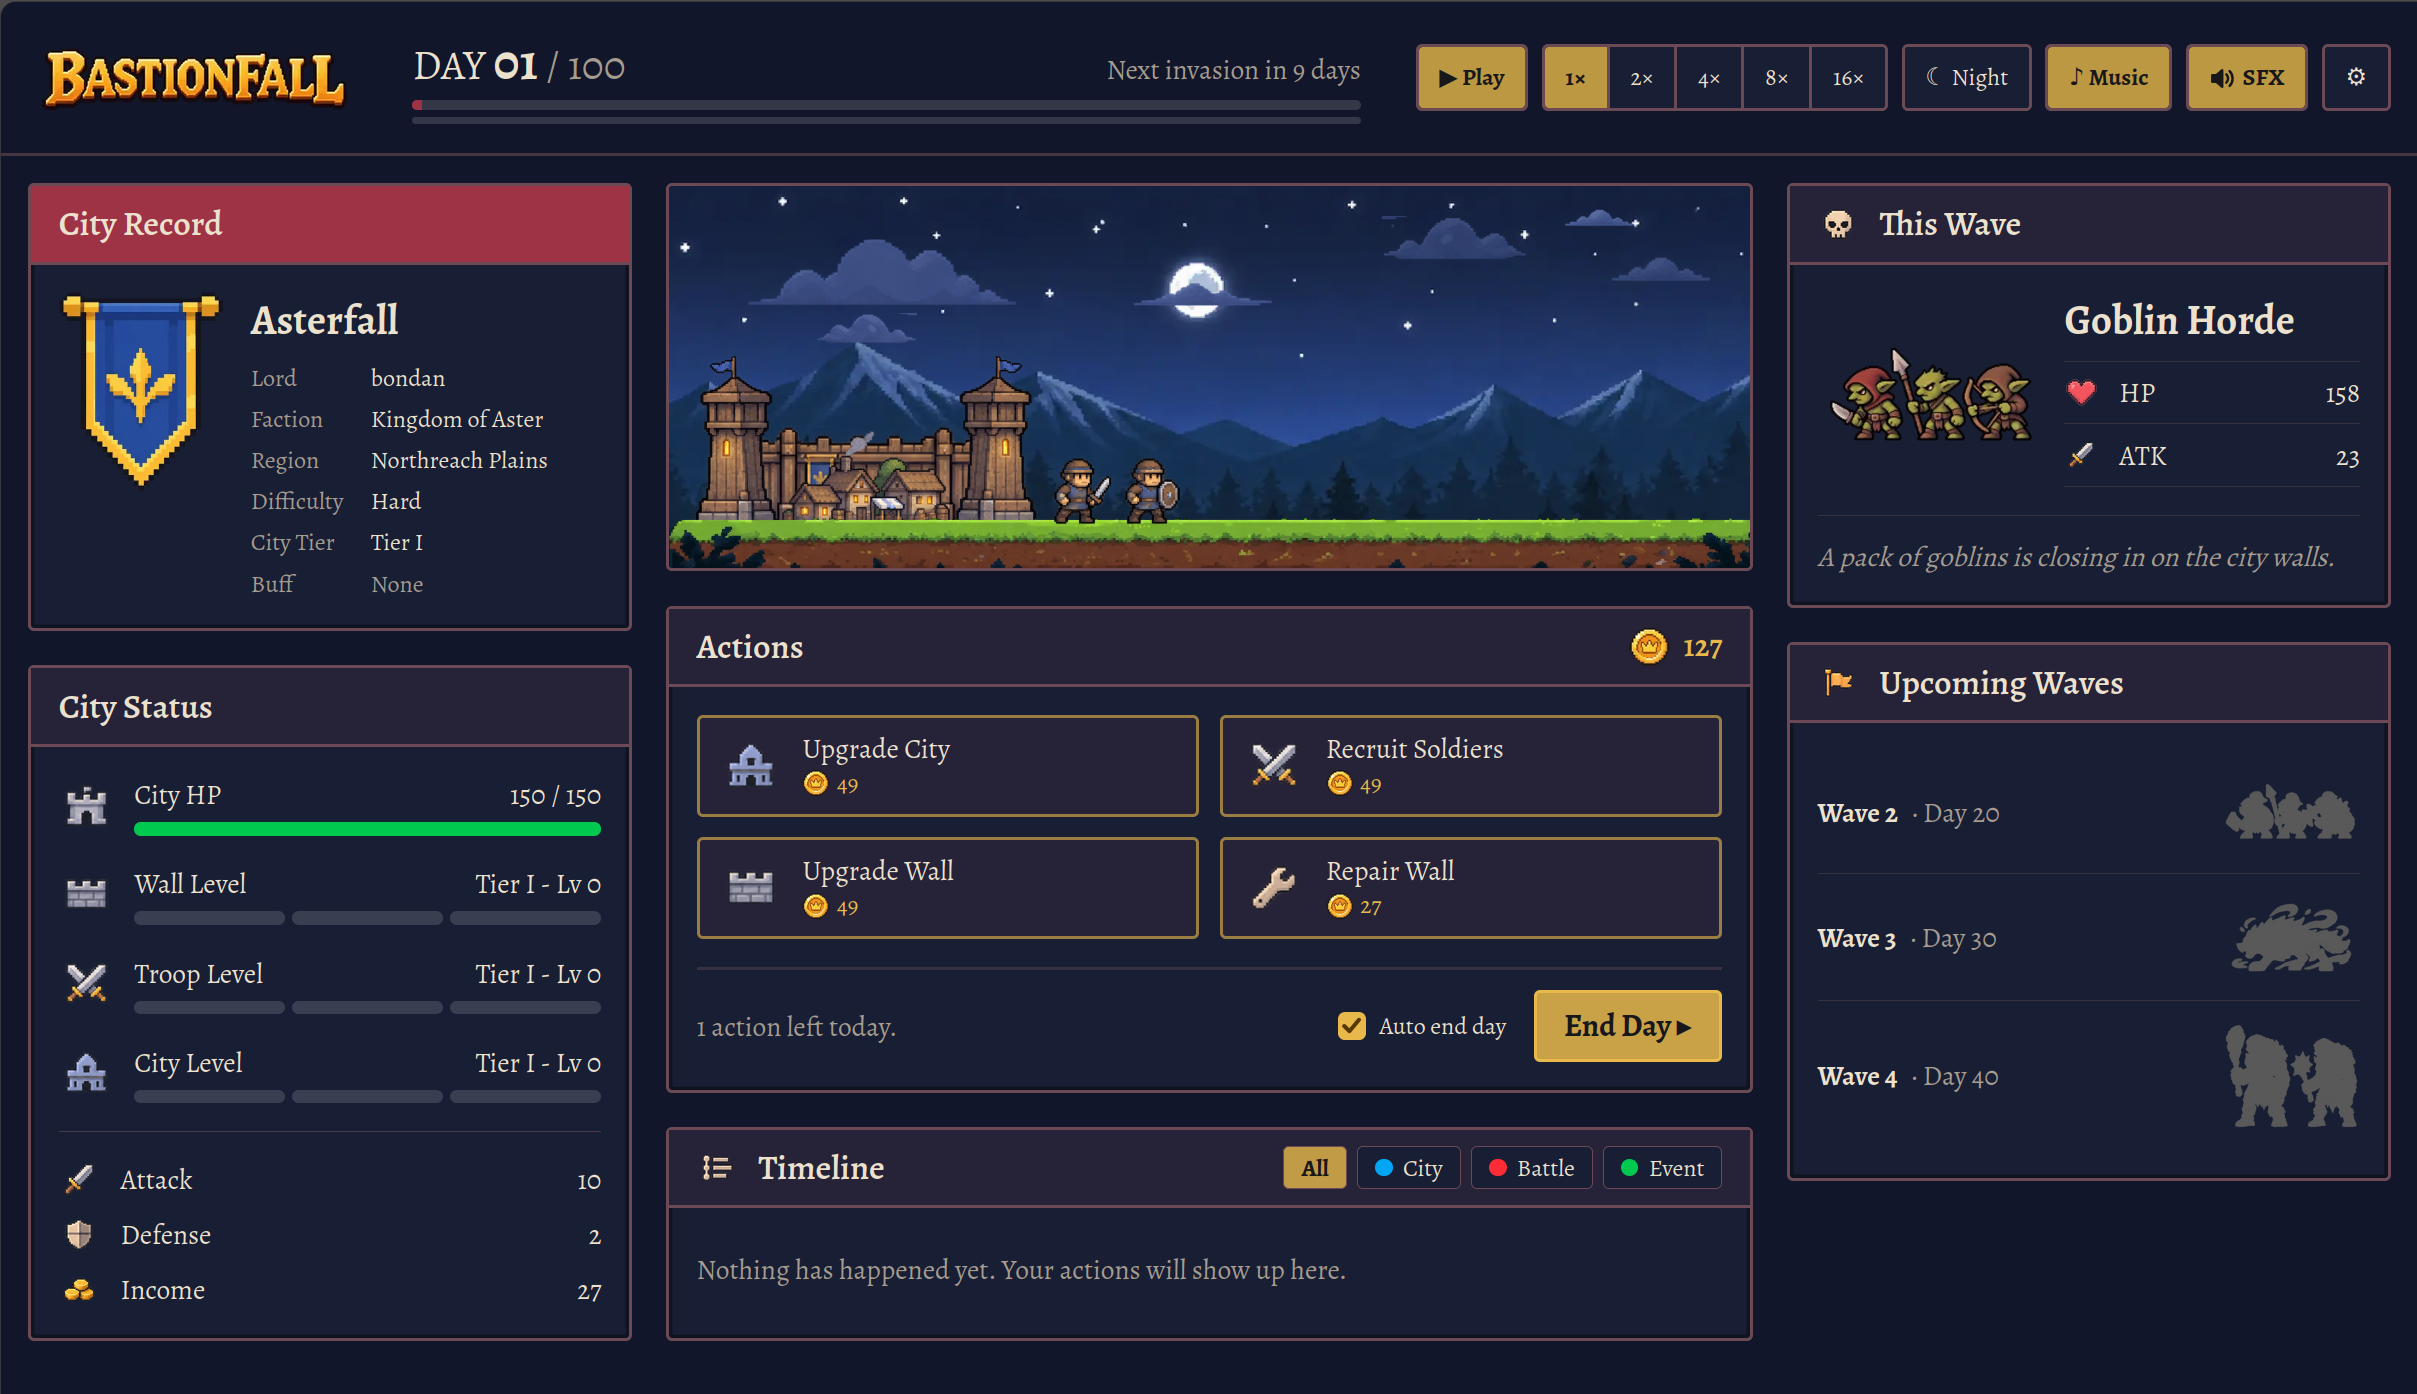 BASTIONFALL
DAY 01 / 100
Next invasion in 9 days
▶ Play
1×
2×
4×
8×
16×
☾ Night
♪ Music
SFX
City Record
Asterfall
Lord bondan
Faction Kingdom of Aster
Region Northreach Plains
Difficulty Hard
City Tier Tier I
Buff None
City Status
City HP 150 / 150
Wall Level Tier I - Lv 0
Troop Level Tier I - Lv 0
City Level Tier I - Lv 0
Attack 10
Defense 2
Income 27
Actions 127
Upgrade City
49
Recruit Soldiers
49
Upgrade Wall
49
Repair Wall
27
1 action left today.
Auto end day
End Day ▸
Timeline
All
City
Battle
Event
Nothing has happened yet. Your actions will show up here.
This Wave
Goblin Horde
HP 158
ATK 23
A pack of goblins is closing in on the city walls.
Upcoming Waves
Wave 2 · Day 20
Wave 3 · Day 30
Wave 4 · Day 40